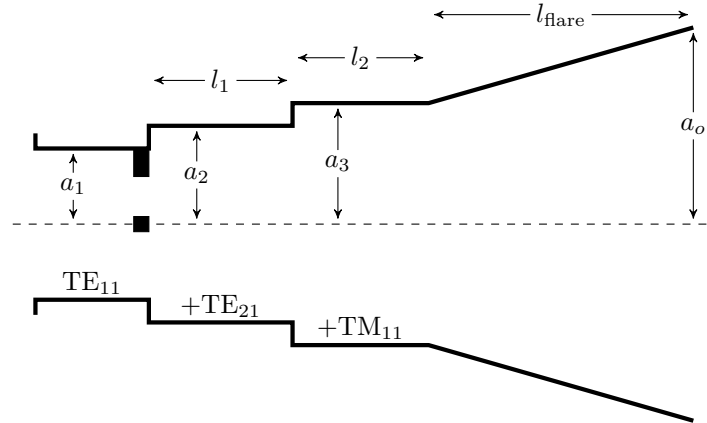 l_flare
l_1
l_2
a_1
a_2
a_3
a_o
TE_11
+TE_21
+TM_11